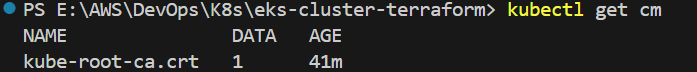 PS E:\AWS\DevOps\K8s\eks-cluster-terraform> kubectl get cm
NAME DATA AGE
kube-root-ca.crt 1 41m